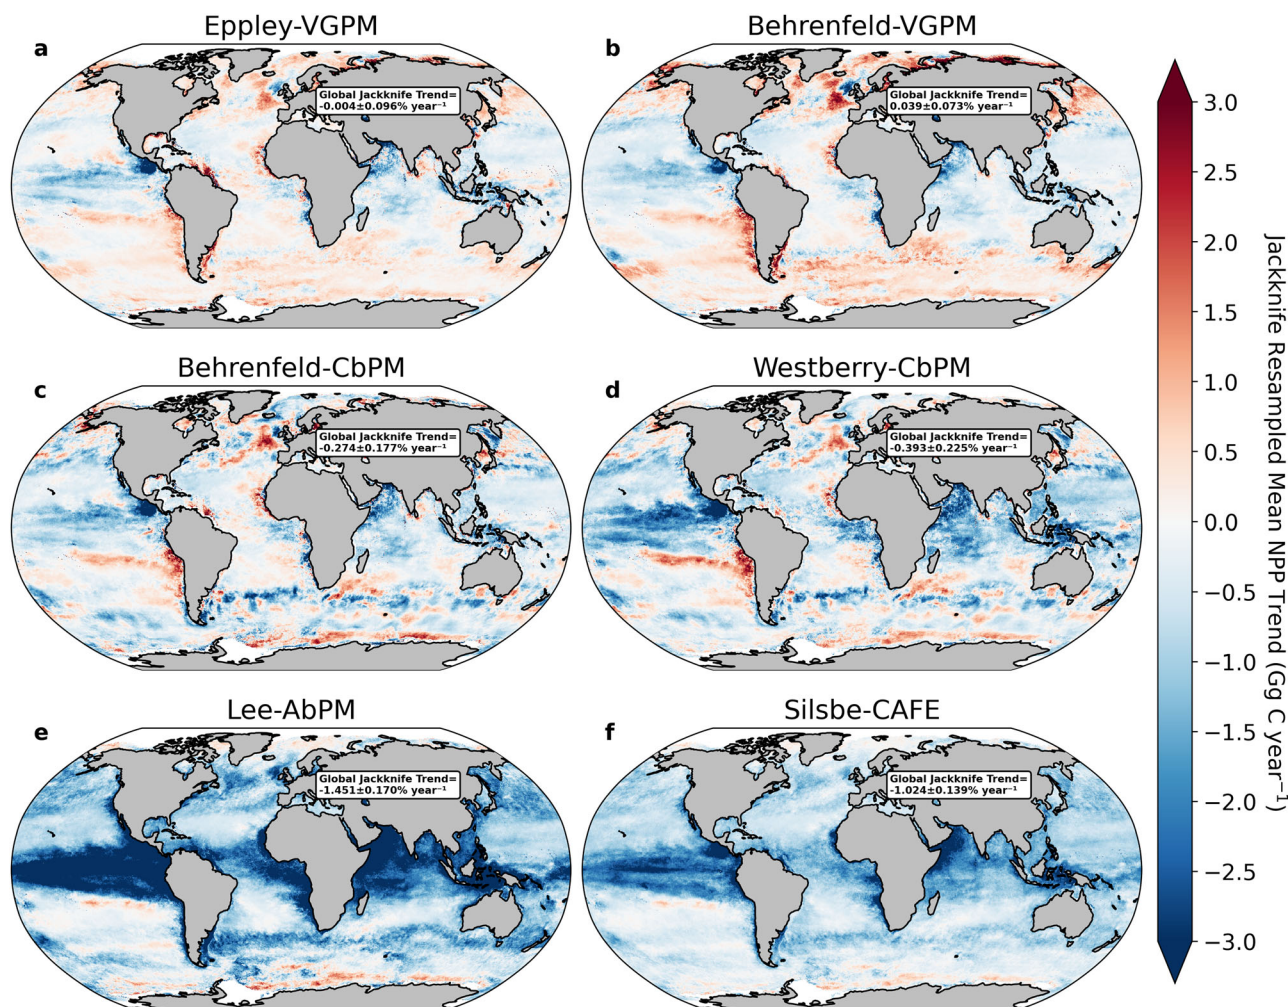 Eppley-VGPM
a
Global Jackknife Trend=
-0.004±0.096% year⁻¹
Behrenfeld-VGPM
b
Global Jackknife Trend=
0.039±0.073% year⁻¹
Behrenfeld-CbPM
c
Global Jackknife Trend=
-0.274±0.177% year⁻¹
Westberry-CbPM
d
Global Jackknife Trend=
-0.393±0.225% year⁻¹
Lee-AbPM
e
Global Jackknife Trend=
-1.451±0.170% year⁻¹
Silsbe-CAFE
f
Global Jackknife Trend=
-1.024±0.139% year⁻¹
3.0
2.5
2.0
1.5
1.0
0.5
0.0
−0.5
−1.0
−1.5
−2.0
−2.5
−3.0
Jackknife Resampled Mean NPP Trend (Gg C year⁻¹)